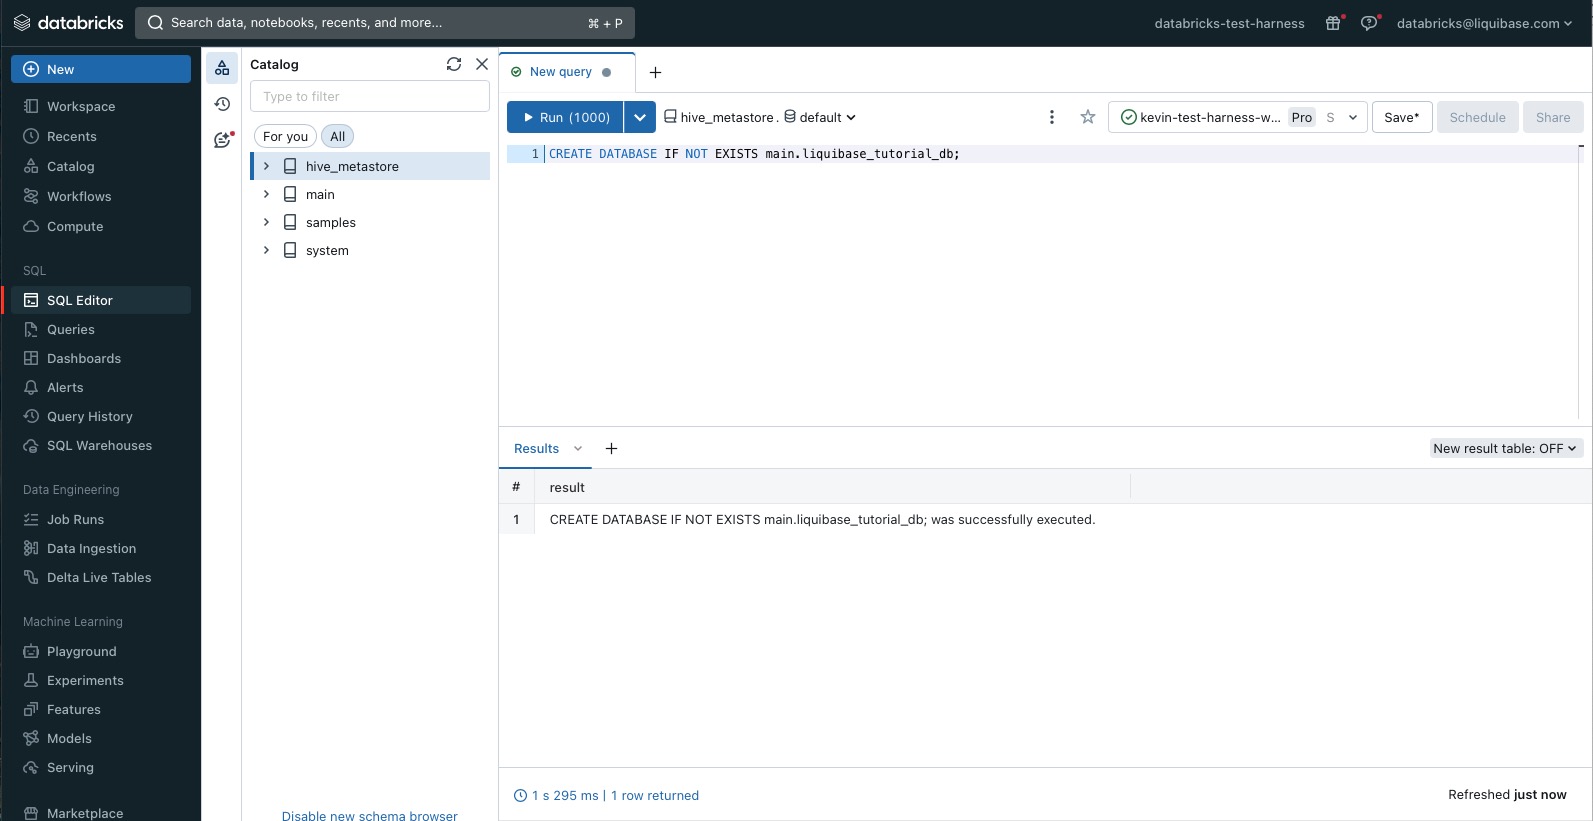 databricks
Search data, notebooks, recents, and more...
⌘ + P
databricks-test-harness
databricks@liquibase.com
New
Workspace
Recents
Catalog
Workflows
Compute
SQL
SQL Editor
Queries
Dashboards
Alerts
Query History
SQL Warehouses
Data Engineering
Job Runs
Data Ingestion
Delta Live Tables
Machine Learning
Playground
Experiments
Features
Models
Serving
Marketplace
Catalog
Type to filter
For you
All
hive_metastore
main
samples
system
Disable new schema browser
New query
Run (1000)
hive_metastore. default
kevin-test-harness-w... Pro S
Save*
Schedule
Share
1 CREATE DATABASE IF NOT EXISTS main.liquibase_tutorial_db;
Results
New result table: OFF
# result
1 CREATE DATABASE IF NOT EXISTS main.liquibase_tutorial_db; was successfully executed.
1 s 295 ms | 1 row returned
Refreshed just now